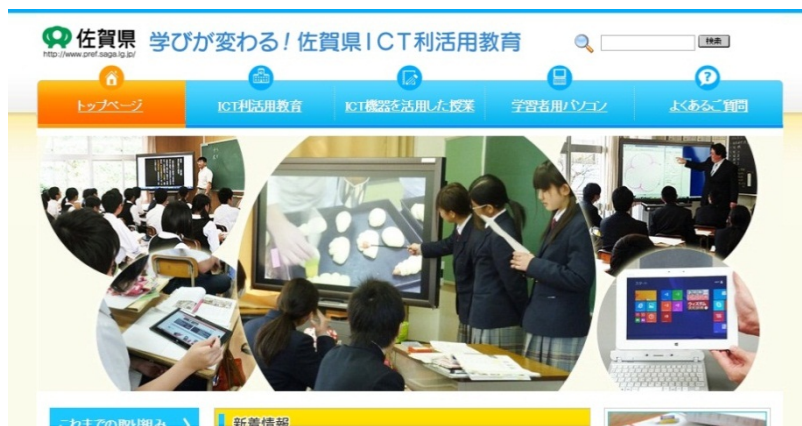 佐賀県
http://www.pref.saga.lg.jp/
学びが変わる！佐賀県ICT利活用教育
検索
トップページ
ICT利活用教育
ICT機器を活用した授業
学習者用パソコン
よくあるご質問
これまでの取り組み
新着情報